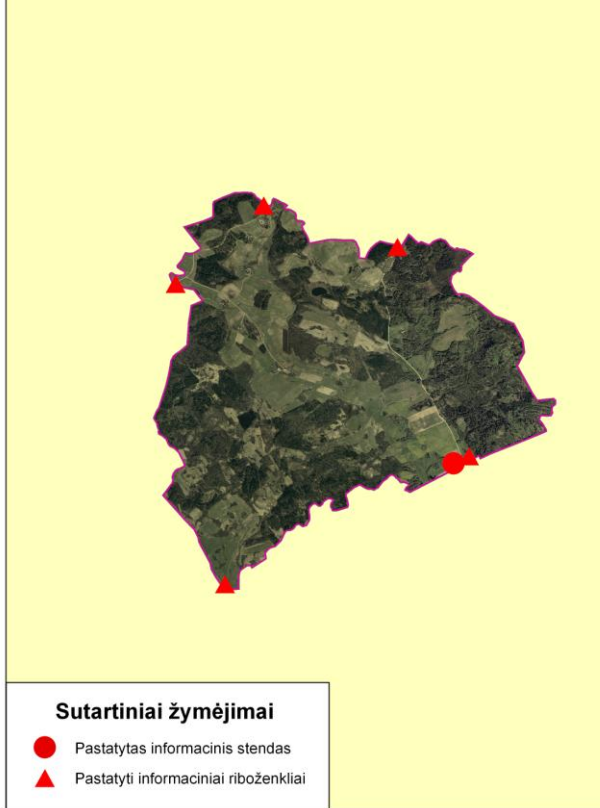 Sutartiniai žymėjimai
Pastatytas informacinis stendas
Pastatyti informaciniai riboženkliai